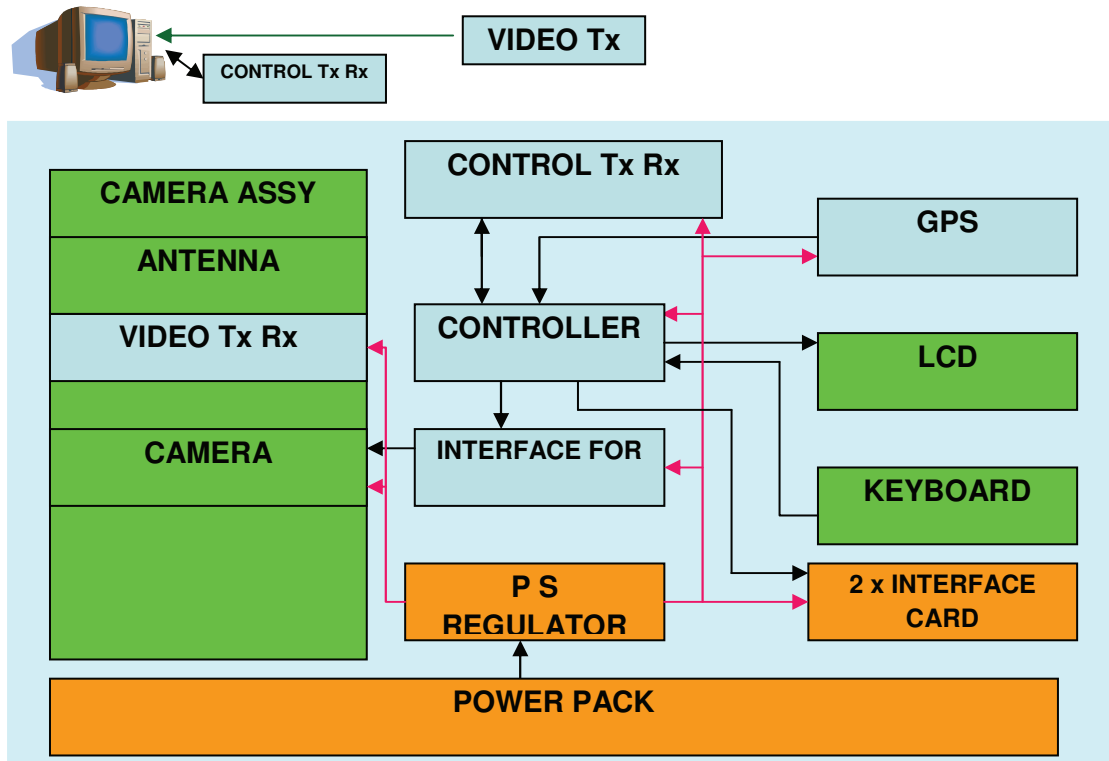 VIDEO Tx
CONTROL Tx Rx
CONTROL Tx Rx
CAMERA ASSY
GPS
ANTENNA
VIDEO Tx Rx
CONTROLLER
LCD
CAMERA
INTERFACE FOR
KEYBOARD
P S
REGULATOR
2 x INTERFACE
CARD
POWER PACK